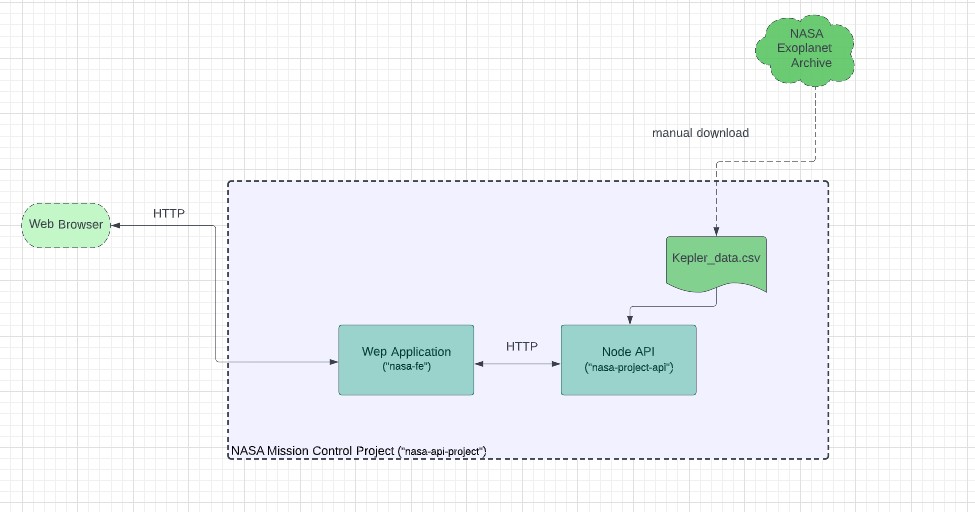 NASA
Exoplanet
Archive
manual download
HTTP
Web Browser
Kepler_data.csv
HTTP
Wep Application
("nasa-fe")
Node API
("nasa-project-api")
NASA Mission Control Project ("nasa-api-project")